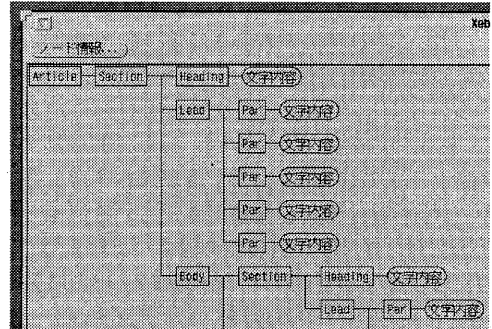 Xeb
ノード情報...
Article Section Heading 文字内容
Lead Par 文字内容
Par 文字内容
Par 文字内容
Par 文字内容
Par 文字内容
Body Section Heading 文字内容
Lead Par 文字内容